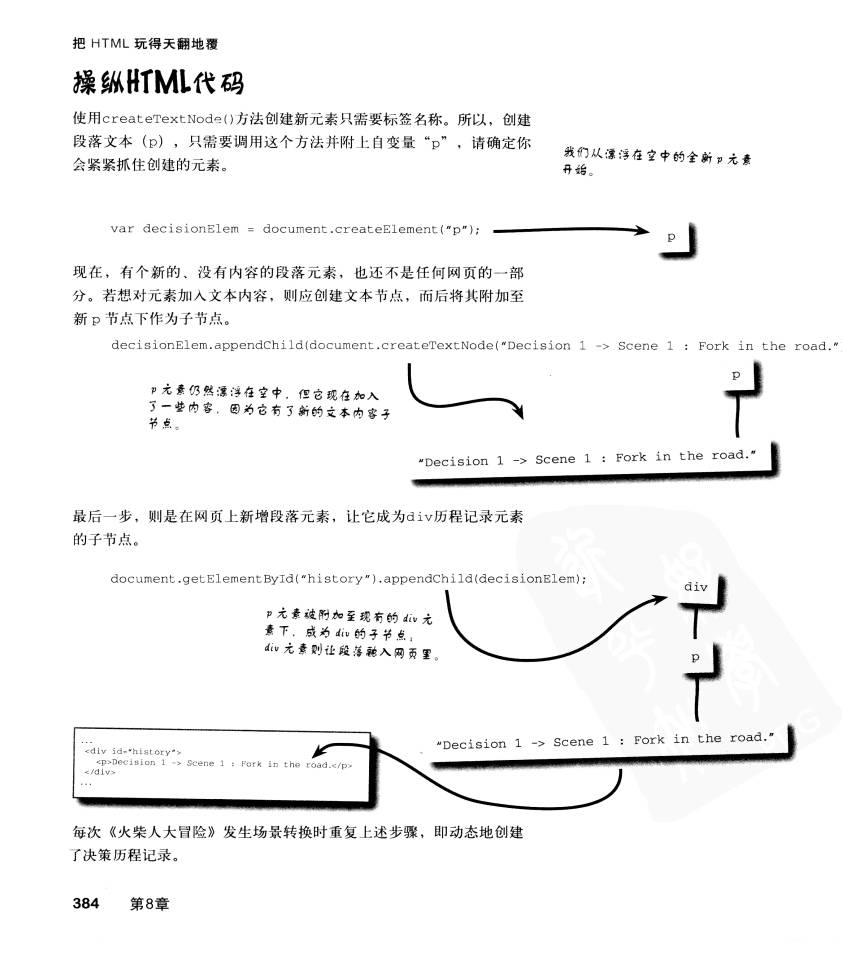 把 HTML 玩得天翻地覆
操纵HTML代码
使用createTextNode()方法创建新元素只需要标签名称。所以，创建
段落文本（p），只需要调用这个方法并附上自变量“p”，请确定你
会紧紧抓住创建的元素。
我们从漂浮在空中的全新 p 元素
开始。
var decisionElem = document.createElement("p");
p
现在，有个新的、没有内容的段落元素，也还不是任何网页的一部
分。若想对元素加入文本内容，则应创建文本节点，而后将其附加至
新 p 节点下作为子节点。
decisionElem.appendChild(document.createTextNode("Decision 1 -> Scene 1 : Fork in the road."
p
p 元素仍然漂浮在空中，但它现在加入
了一些内容，因为它有了新的文本内容子
节点。
"Decision 1 -> Scene 1 : Fork in the road."
最后一步，则是在网页上新增段落元素，让它成为div历程记录元素
的子节点。
document.getElementById("history").appendChild(decisionElem);
div
p 元素被附加至现有的 div 元
素下，成为 div 的子节点；
div 元素则让段落融入网页里。
p
"Decision 1 -> Scene 1 : Fork in the road."
...
<div id="history">
<p>Decision 1 -> Scene 1 : Fork in the road.</p>
</div>
...
每次《火柴人大冒险》发生场景转换时重复上述步骤，即动态地创建
了决策历程记录。
384 第8章